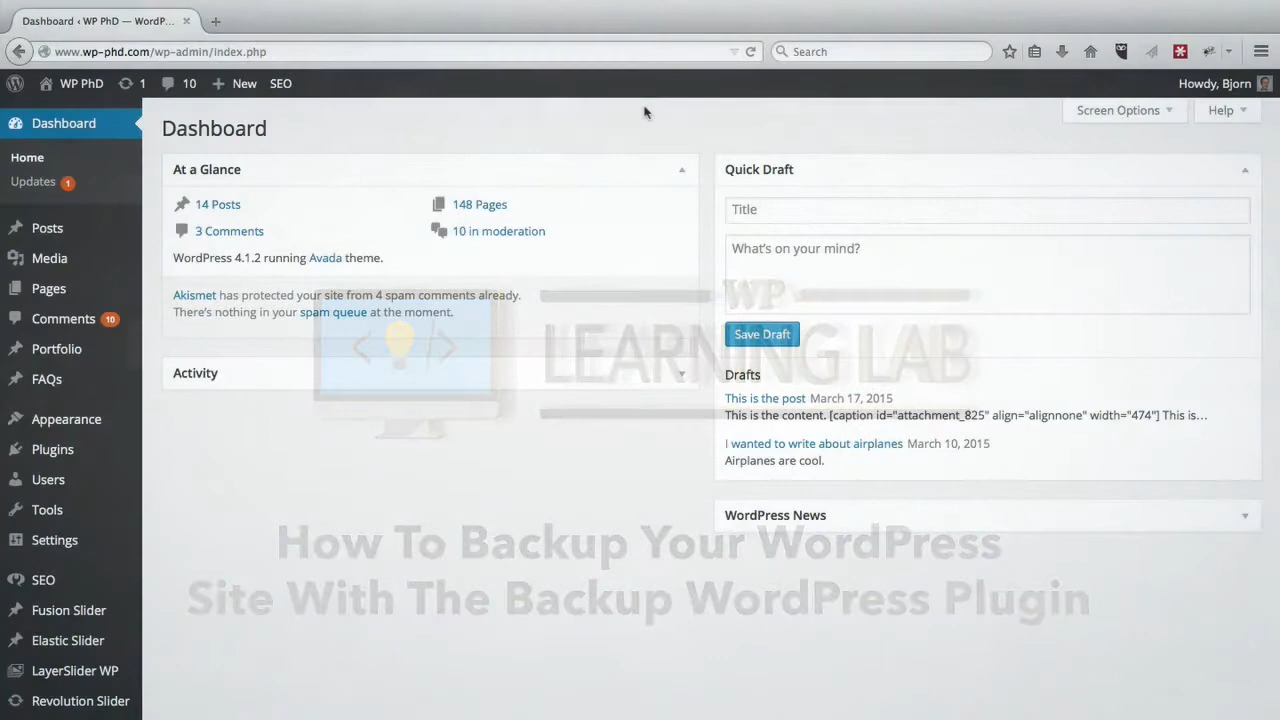 Dashboard ‹ WP PhD — WordP...
www.wp-phd.com/wp-admin/index.php
Search
WP PhD
1
10
New
SEO
Howdy, Bjorn
Dashboard
Home
Updates 1
Posts
Media
Pages
Comments 10
Portfolio
FAQs
Appearance
Plugins
Users
Tools
Settings
SEO
Fusion Slider
Elastic Slider
LayerSlider WP
Revolution Slider
Screen Options
Help
Dashboard
At a Glance
14 Posts
148 Pages
3 Comments
10 in moderation
WordPress 4.1.2 running Avada theme.
Akismet has protected your site from 4 spam comments already.
There's nothing in your spam queue at the moment.
Activity
Quick Draft
Title
What's on your mind?
Save Draft
Drafts
This is the post March 17, 2015
This is the content. [caption id="attachment_825" align="alignnone" width="474"] This is...
I wanted to write about airplanes March 10, 2015
Airplanes are cool.
WordPress News
WP
LEARNING LAB
How To Backup Your WordPress
Site With The Backup WordPress Plugin